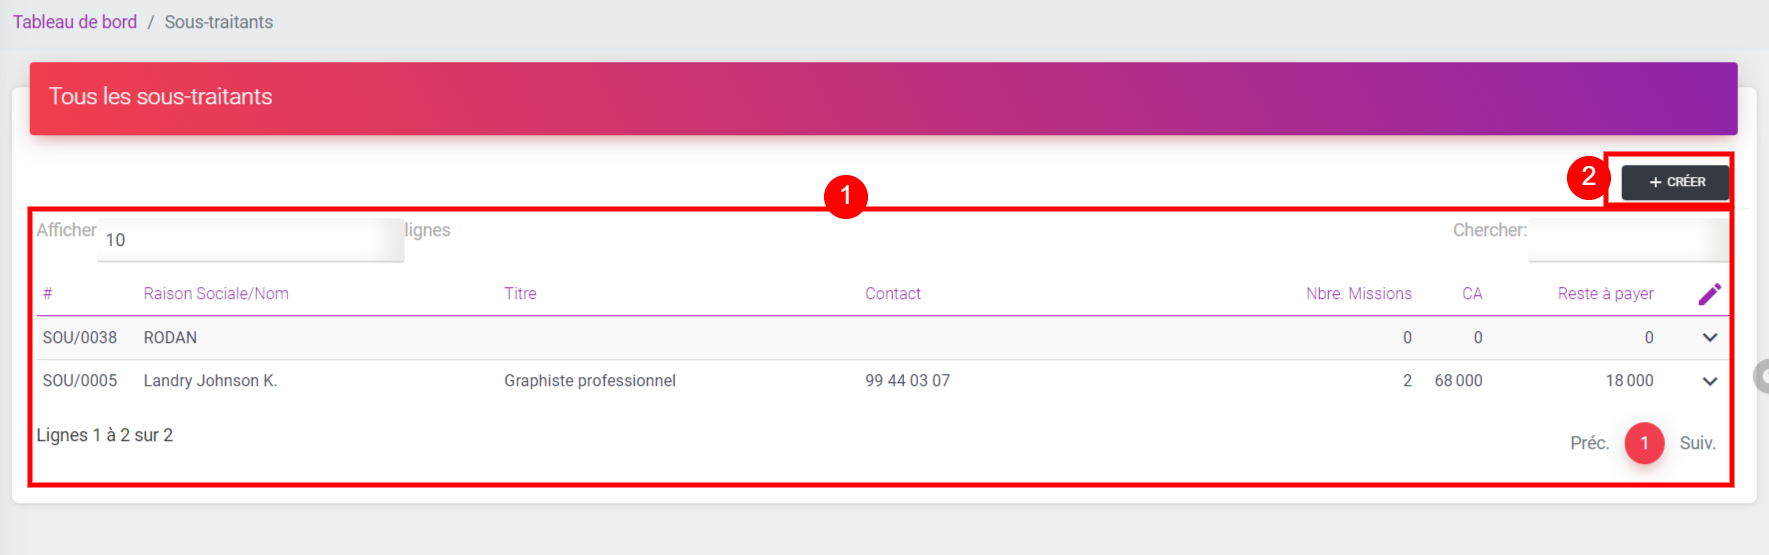 Tableau de bord / Sous-traitants
Tous les sous-traitants
2 + CRÉER
1
Afficher 10 lignes Chercher:
# Raison Sociale/Nom Titre Contact Nbre. Missions CA Reste à payer
SOU/0038 RODAN 0 0 0
SOU/0005 Landry Johnson K. Graphiste professionnel 99 44 03 07 2 68 000 18 000
Lignes 1 à 2 sur 2
Préc. 1 Suiv.